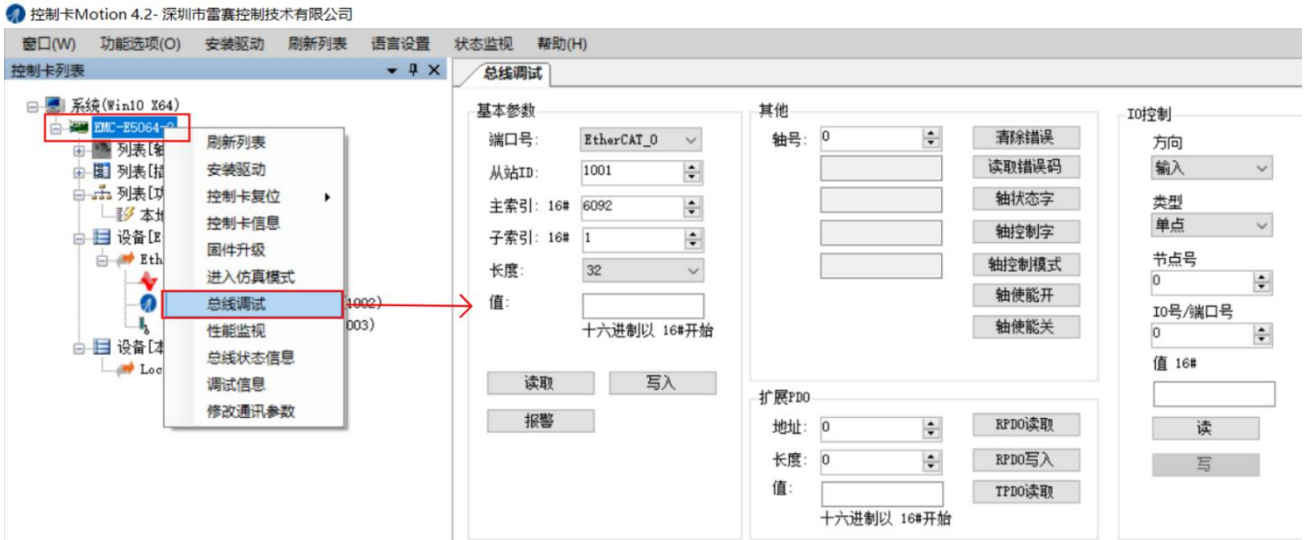 控制卡Motion 4.2- 深圳市雷赛控制技术有限公司
窗口(W) 功能选项(O) 安装驱动 刷新列表 语言设置 状态监视 帮助(H)
控制卡列表
系统(Win10 X64)
EMC-E5064-
列表[轴
列表[插
列表[功
本地
设备[E
Eth
1002)
003)
设备[本
Loc
刷新列表
安装驱动
控制卡复位
控制卡信息
固件升级
进入仿真模式
总线调试
性能监视
总线状态信息
调试信息
修改通讯参数
总线调试
基本参数
端口号: EtherCAT_0
从站ID: 1001
主索引: 16# 6092
子索引: 16# 1
长度: 32
值:
十六进制以 16#开始
读取 写入
报警
其他
轴号: 0 清除错误
读取错误码
轴状态字
轴控制字
轴控制模式
轴使能开
轴使能关
扩展PDO
地址: 0 RPDO读取
长度: 0 RPDO写入
值: TPDO读取
十六进制以 16#开始
IO控制
方向
输入
类型
单点
节点号
0
IO号/端口号
0
值 16#
读
写